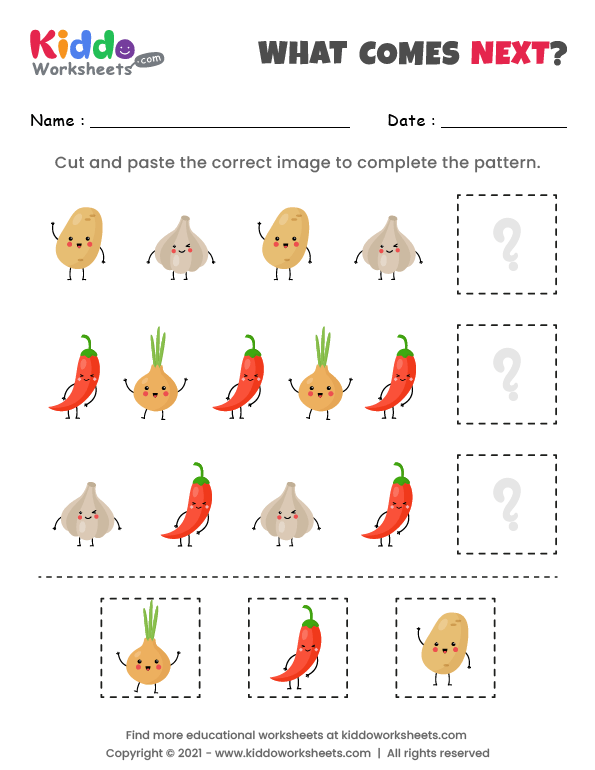 Kiddo
Worksheets
.com
WHAT COMES NEXT?
Name : Date :
Cut and paste the correct image to complete the pattern.
?
?
?
Find more educational worksheets at kiddoworksheets.com
Copyright © 2021 - www.kiddoworksheets.com | All rights reserved